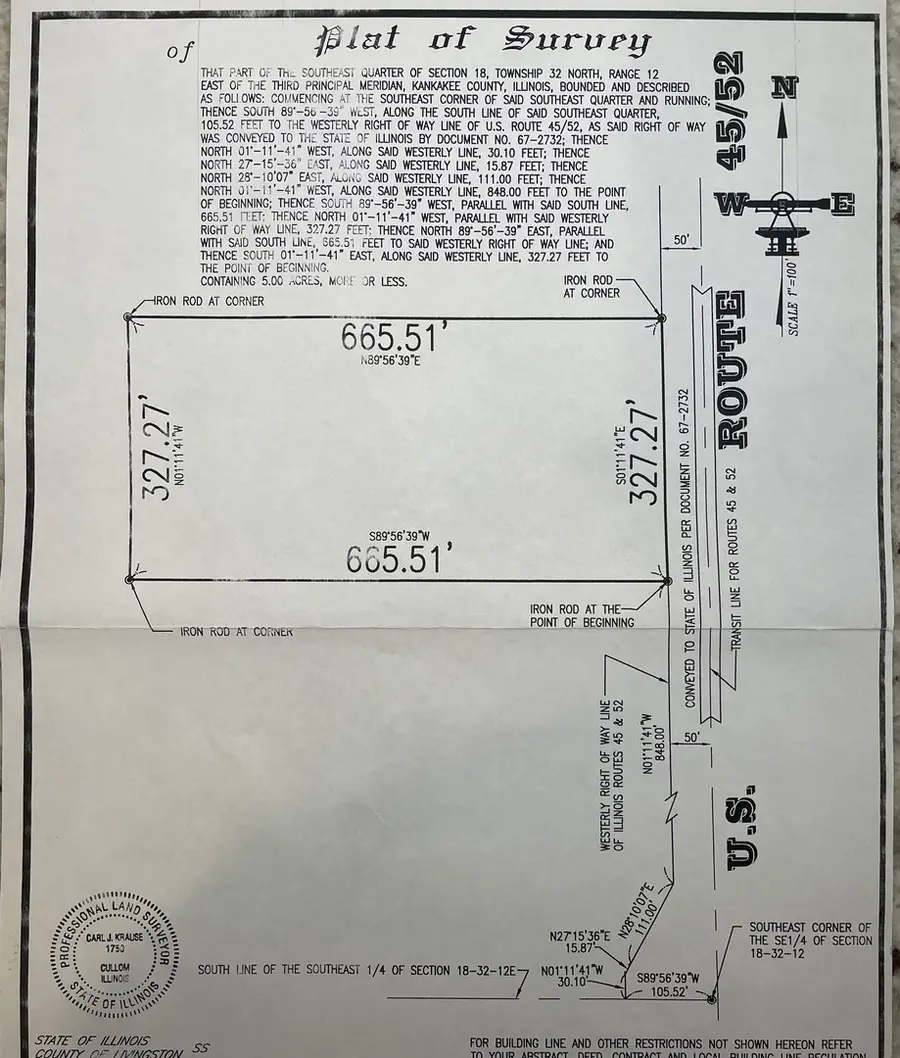 Plat of Survey
of
THAT PART OF THE SOUTHEAST QUARTER OF SECTION 18, TOWNSHIP 32 NORTH, RANGE 12
EAST OF THE THIRD PRINCIPAL MERIDIAN, KANKAKEE COUNTY, ILLINOIS, BOUNDED AND DESCRIBED
AS FOLLOWS: COMMENCING AT THE SOUTHEAST CORNER OF SAID SOUTHEAST QUARTER AND RUNNING;
THENCE SOUTH 89°-56'-39" WEST, ALONG THE SOUTH LINE OF SAID SOUTHEAST QUARTER,
105.52 FEET TO THE WESTERLY RIGHT OF WAY LINE OF U.S. ROUTE 45/52, AS SAID RIGHT OF WAY
WAS CONVEYED TO THE STATE OF ILLINOIS BY DOCUMENT NO. 67-2732; THENCE
NORTH 01°-11'-41" WEST, ALONG SAID WESTERLY LINE, 30.10 FEET; THENCE
NORTH 27°-15'-36" EAST, ALONG SAID WESTERLY LINE, 15.87 FEET; THENCE
NORTH 28°-10'07" EAST, ALONG SAID WESTERLY LINE, 111.00 FEET; THENCE
NORTH 01°-11'-41" WEST, ALONG SAID WESTERLY LINE, 848.00 FEET TO THE POINT
OF BEGINNING; THENCE SOUTH 89°-56'-39" WEST, PARALLEL WITH SAID SOUTH LINE,
665.51 FEET; THENCE NORTH 01°-11'-41" WEST, PARALLEL WITH SAID WESTERLY
RIGHT OF WAY LINE, 327.27 FEET; THENCE NORTH 89°-56'-39" EAST, PARALLEL
WITH SAID SOUTH LINE, 665.51 FEET TO SAID WESTERLY RIGHT OF WAY LINE; AND
THENCE SOUTH 01°-11'-41" EAST, ALONG SAID WESTERLY LINE, 327.27 FEET TO
THE POINT OF BEGINNING.
CONTAINING 5.00 ACRES, MORE OR LESS.
N
W
E
SCALE 1"=100'
U.S. ROUTE 45/52
50'
IRON ROD AT CORNER
IRON ROD
AT CORNER
665.51'
N89°56'39"E
327.27'
N01°11'41"W
S01°11'41"E
327.27'
S89°56'39"W
665.51'
IRON ROD AT CORNER
IRON ROD AT THE
POINT OF BEGINNING
CONVEYED TO STATE OF ILLINOIS PER DOCUMENT NO. 67-2732
TRANSIT LINE FOR ROUTES 45 & 52
WESTERLY RIGHT OF WAY LINE
OF ILLINOIS ROUTES 45 & 52
N01°11'41"W
848.00'
50'
N28°10'07"E
111.00'
N27°15'36"E
15.87'
N01°11'41"W
30.10'
S89°56'39"W
105.52'
SOUTHEAST CORNER OF
THE SE1/4 OF SECTION
18-32-12
SOUTH LINE OF THE SOUTHEAST 1/4 OF SECTION 18-32-12E
PROFESSIONAL LAND SURVEYOR
CARL J. KRAUSE
1750
CULLOM
ILLINOIS
STATE OF ILLINOIS
STATE OF ILLINOIS
COUNTY OF LIVINGSTON SS
FOR BUILDING LINE AND OTHER RESTRICTIONS NOT SHOWN HEREON REFER
TO YOUR ABSTRACT, DEED, CONTRACT AND LOCAL BUILDING LINE REGULATION